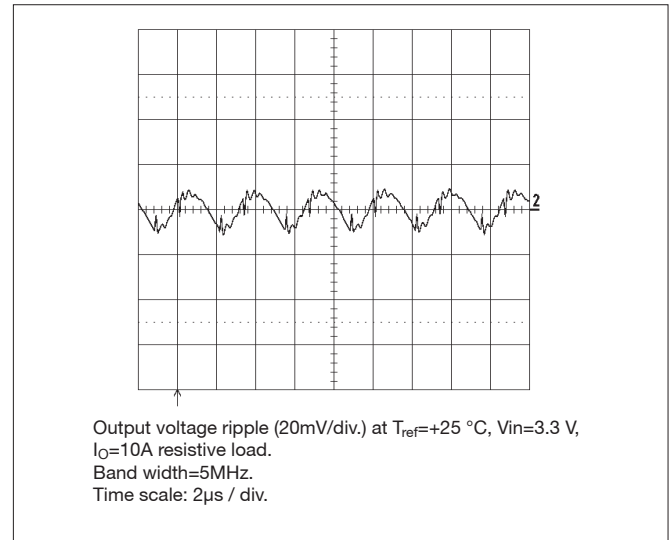 2
Output voltage ripple (20mV/div.) at Tref=+25 °C, Vin=3.3 V,
IO=10A resistive load.
Band width=5MHz.
Time scale: 2µs / div.